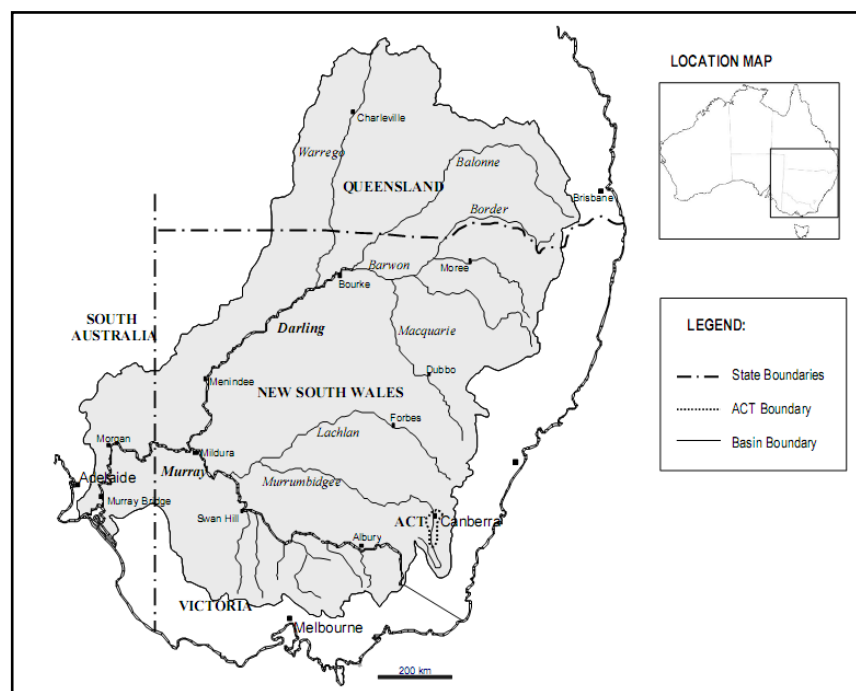 LOCATION MAP
Charleville
Warrego
Balonne
QUEENSLAND
Brisbane
Border
Barwon
Moree
Bourke
SOUTH
AUSTRALIA
Darling
Macquarie
Menindee
Dubbo
NEW SOUTH WALES
Forbes
Lachlan
Morgan
Mildura
Murray
Adelaide
Murrumbidgee
Murray Bridge
Swan Hill
ACT
Canberra
Albury
VICTORIA
Melbourne
200 km
LEGEND:
State Boundaries
ACT Boundary
Basin Boundary